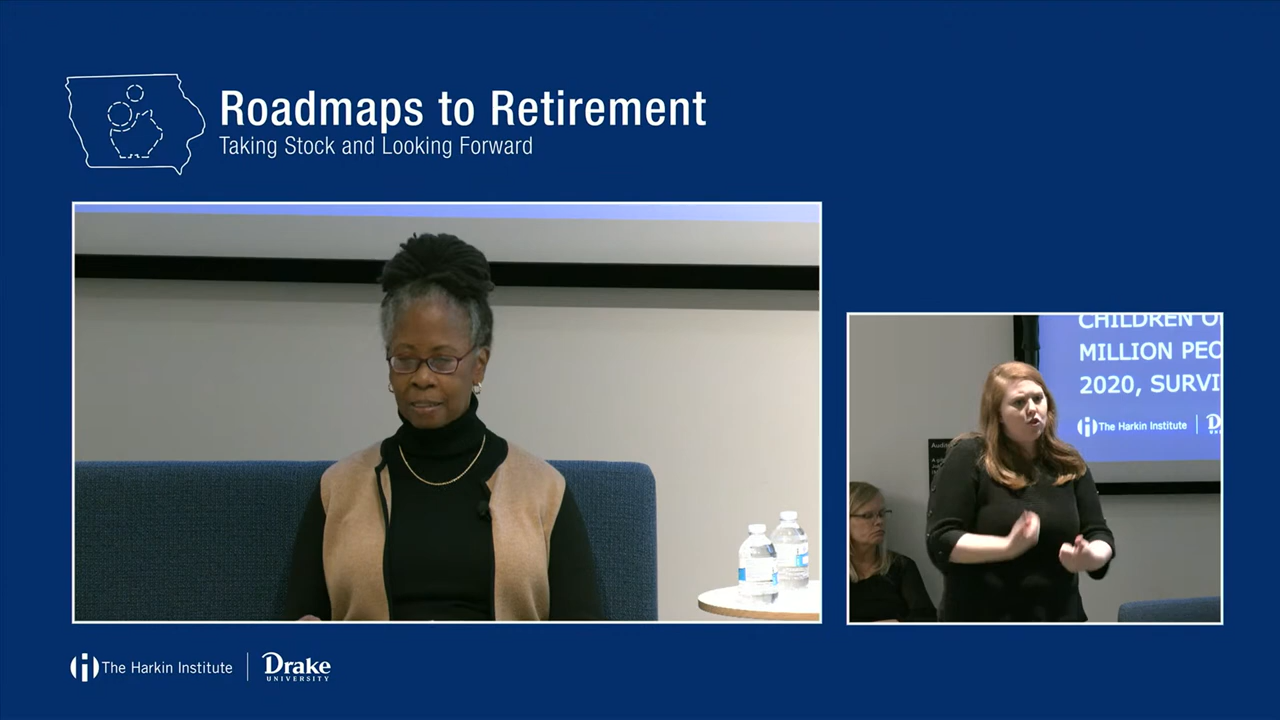 Roadmaps to Retirement
Taking Stock and Looking Forward
CHILDREN O
MILLION PEO
2020, SURVI
The Harkin Institute
The Harkin Institute
Drake
UNIVERSITY